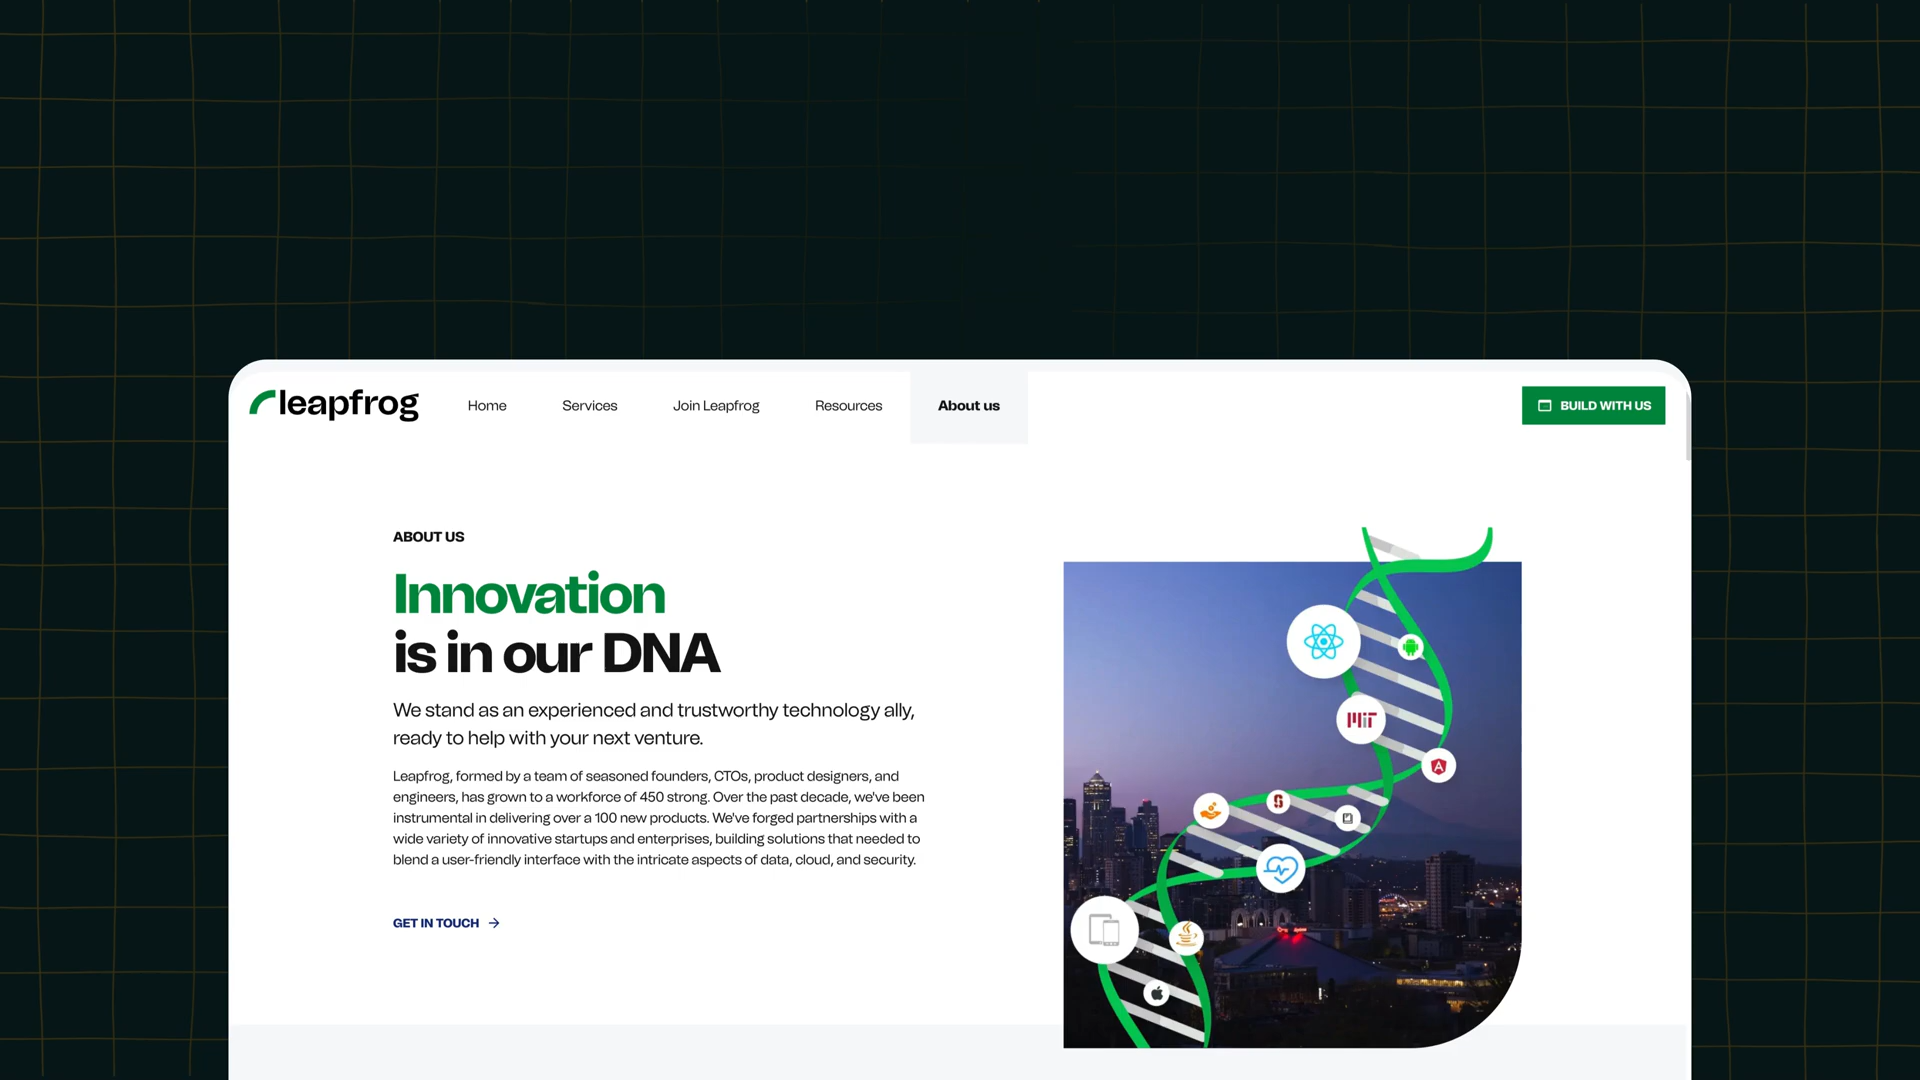 leapfrog
Home
Services
Join Leapfrog
Resources
About us
BUILD WITH US
ABOUT US
Innovation
is in our DNA
We stand as an experienced and trustworthy technology ally,
ready to help with your next venture.
Leapfrog, formed by a team of seasoned founders, CTOs, product designers, and
engineers, has grown to a workforce of 450 strong. Over the past decade, we've been
instrumental in delivering over a 100 new products. We've forged partnerships with a
wide variety of innovative startups and enterprises, building solutions that needed to
blend a user-friendly interface with the intricate aspects of data, cloud, and security.
GET IN TOUCH
MIT
A
S